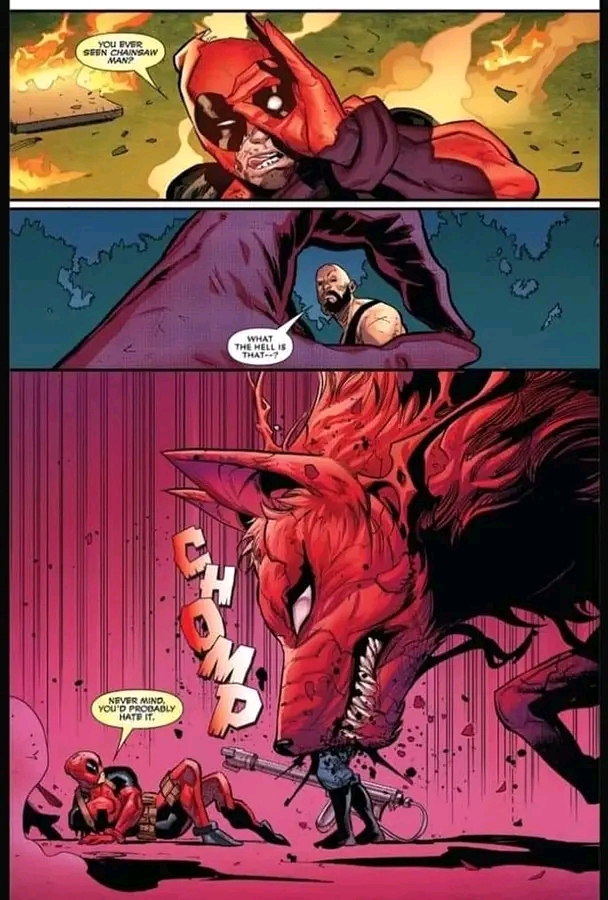 YOU EVER
SEEN CHAINSAW
MAN?
WHAT
THE HELL IS
THAT--?
CHOMP
NEVER MIND,
YOU'D PROBABLY
HATE IT.